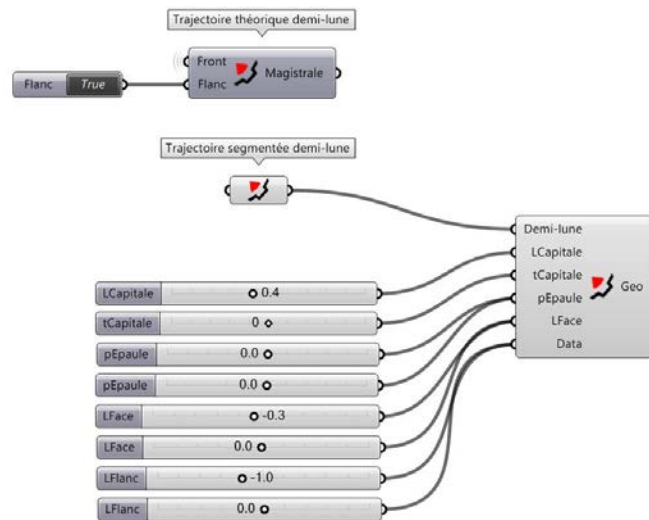 Trajectoire théorique demi-lune
Front
Flanc
Magistrale
Flanc True
Trajectoire segmentée demi-lune
Demi-lune
LCapitale
tCapitale
pEpaule
LFace
Data
Geo
LCapitale 0.4
tCapitale 0
pEpaule 0.0
pEpaule 0.0
LFace -0.3
LFace 0.0
LFlanc -1.0
LFlanc 0.0